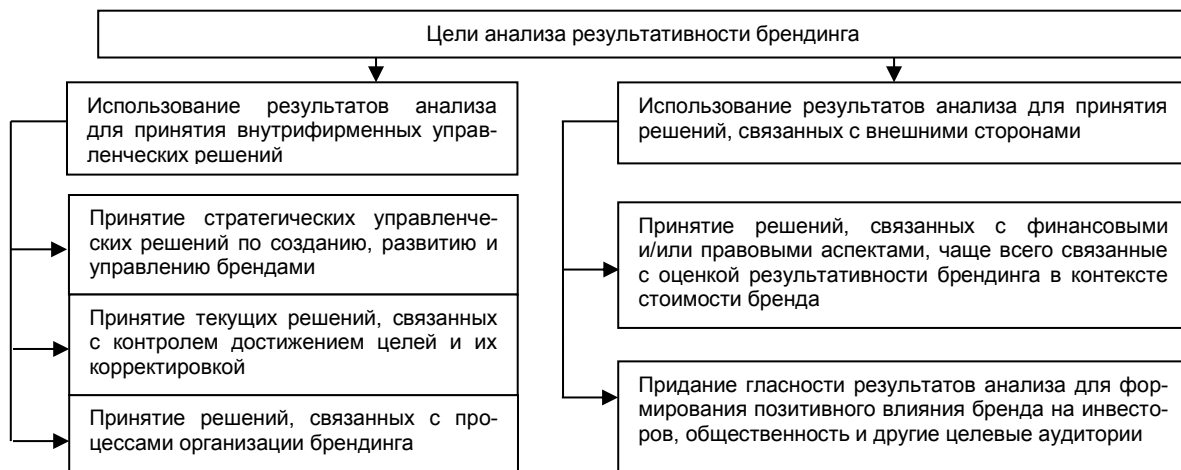 Цели анализа результативности брендинга
Использование результатов анализа
для принятия внутрифирменных управ-
ленческих решений
Принятие стратегических управленче-
ских решений по созданию, развитию и
управлению брендами
Принятие текущих решений, связанных
с контролем достижением целей и их
корректировкой
Принятие решений, связанных с про-
цессами организации брендинга
Использование результатов анализа для принятия
решений, связанных с внешними сторонами
Принятие решений, связанных с финансовыми
и/или правовыми аспектами, чаще всего связанные
с оценкой результативности брендинга в контексте
стоимости бренда
Придание гласности результатов анализа для фор-
мирования позитивного влияния бренда на инвесто-
ров, общественность и другие целевые аудитории